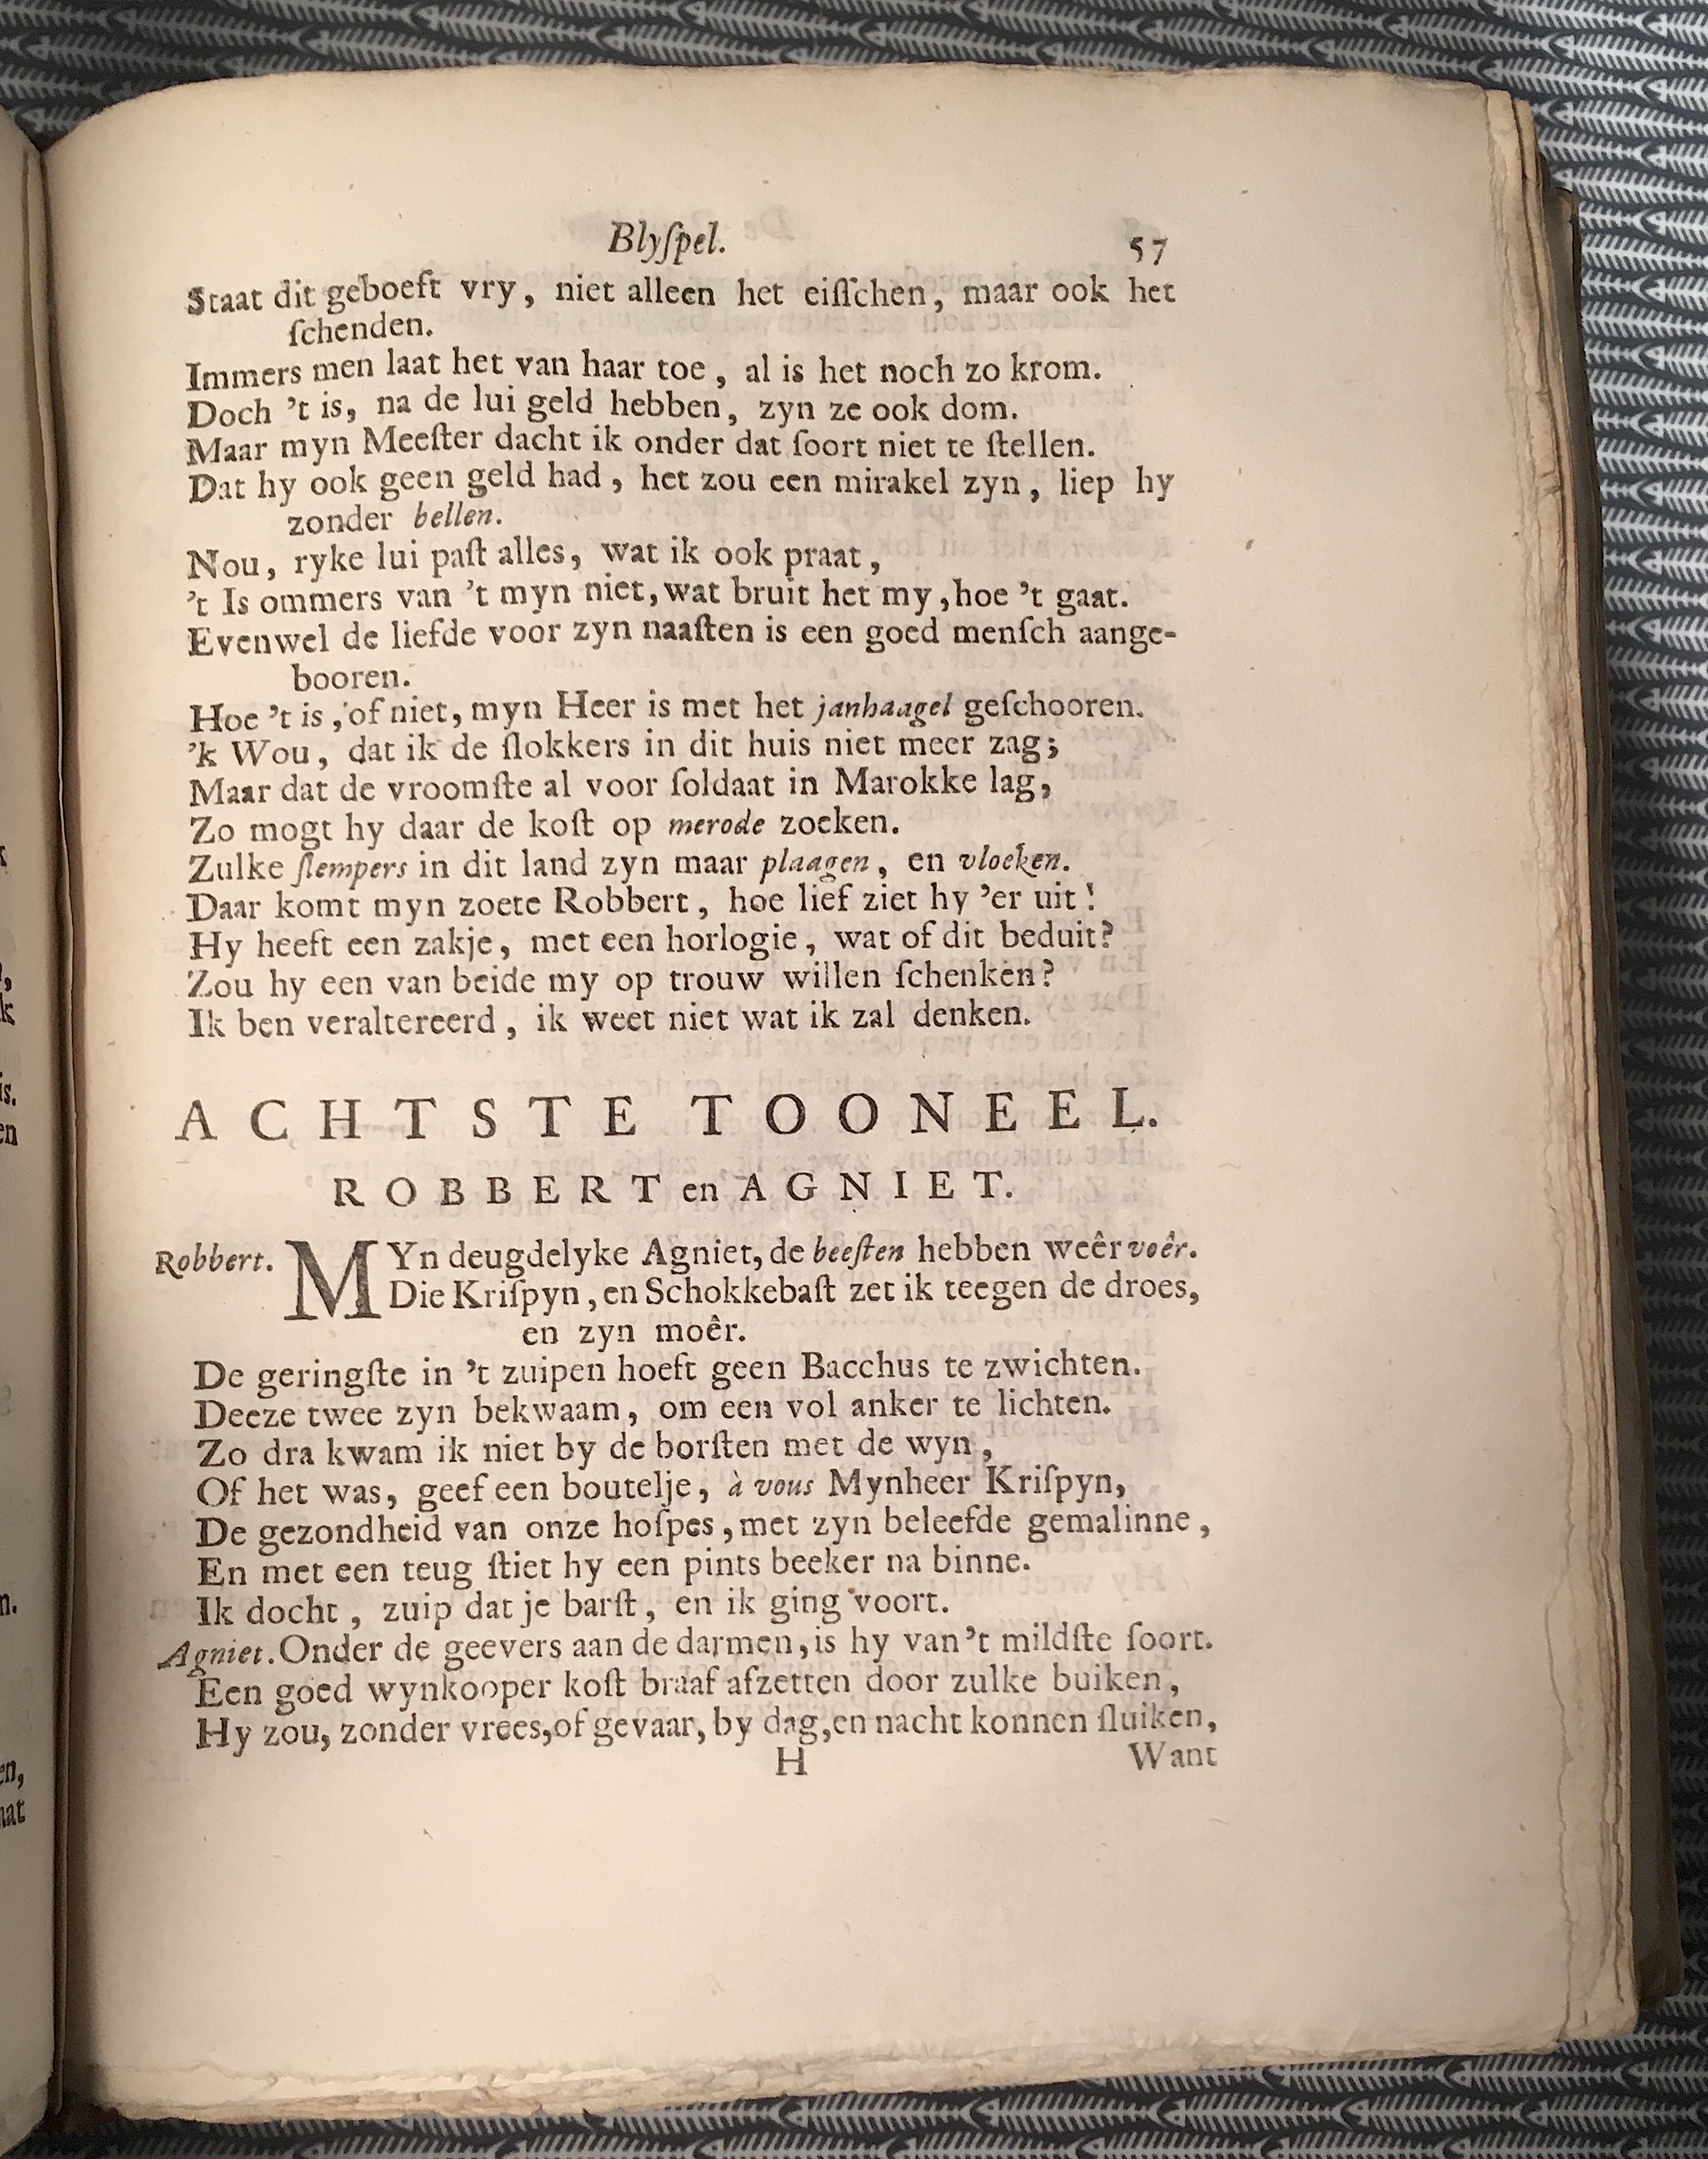 Blyſpel. 57
Staat dit geboeft vry, niet alleen het eiſſchen, maar ook het
ſchenden.
Immers men laat het van haar toe, al is het noch zo krom.
Doch 't is, na de lui geld hebben, zyn ze ook dom.
Maar myn Meeſter dacht ik onder dat ſoort niet te ſtellen.
Dat hy ook geen geld had, het zou een mirakel zyn, liep hy
zonder bellen.
Nou, ryke lui paſt alles, wat ik ook praat,
't Is ommers van 't myn niet, wat bruit het my, hoe 't gaat.
Evenwel de liefde voor zyn naaſten is een goed menſch aange-
booren.
Hoe 't is, of niet, myn Heer is met het janhaagel geſchooren.
'k Wou, dat ik de ſlokkers in dit huis niet meer zag;
Maar dat de vroomſte al voor ſoldaat in Marokke lag,
Zo mogt hy daar de koſt op merode zoeken.
Zulke ſlempers in dit land zyn maar plaagen, en vloeken.
Daar komt myn zoete Robbert, hoe lief ziet hy 'er uit!
Hy heeft een zakje, met een horlogie, wat of dit beduit?
Zou hy een van beide my op trouw willen ſchenken?
Ik ben veraltereerd, ik weet niet wat ik zal denken.
ACHTSTE TOONEEL.
ROBBERT en AGNIET.
Robbert. MYn deugdelyke Agniet, de beeſten hebben weêr voêr.
Die Kriſpyn, en Schokkebaſt zet ik teegen de droes,
en zyn moêr.
De geringſte in 't zuipen hoeft geen Bacchus te zwichten.
Deeze twee zyn bekwaam, om een vol anker te lichten.
Zo dra kwam ik niet by de borſten met de wyn,
Of het was, geef een boutelje, à vous Mynheer Kriſpyn,
De gezondheid van onze hoſpes, met zyn beleefde gemalinne,
En met een teug ſtiet hy een pints beeker na binne.
Ik docht, zuip dat je barſt, en ik ging voort.
Agniet. Onder de geevers aan de darmen, is hy van 't mildſte ſoort.
Een goed wynkooper koſt braaf afzetten door zulke buiken,
Hy zou, zonder vrees, of gevaar, by dag, en nacht konnen ſluiken,
H Want